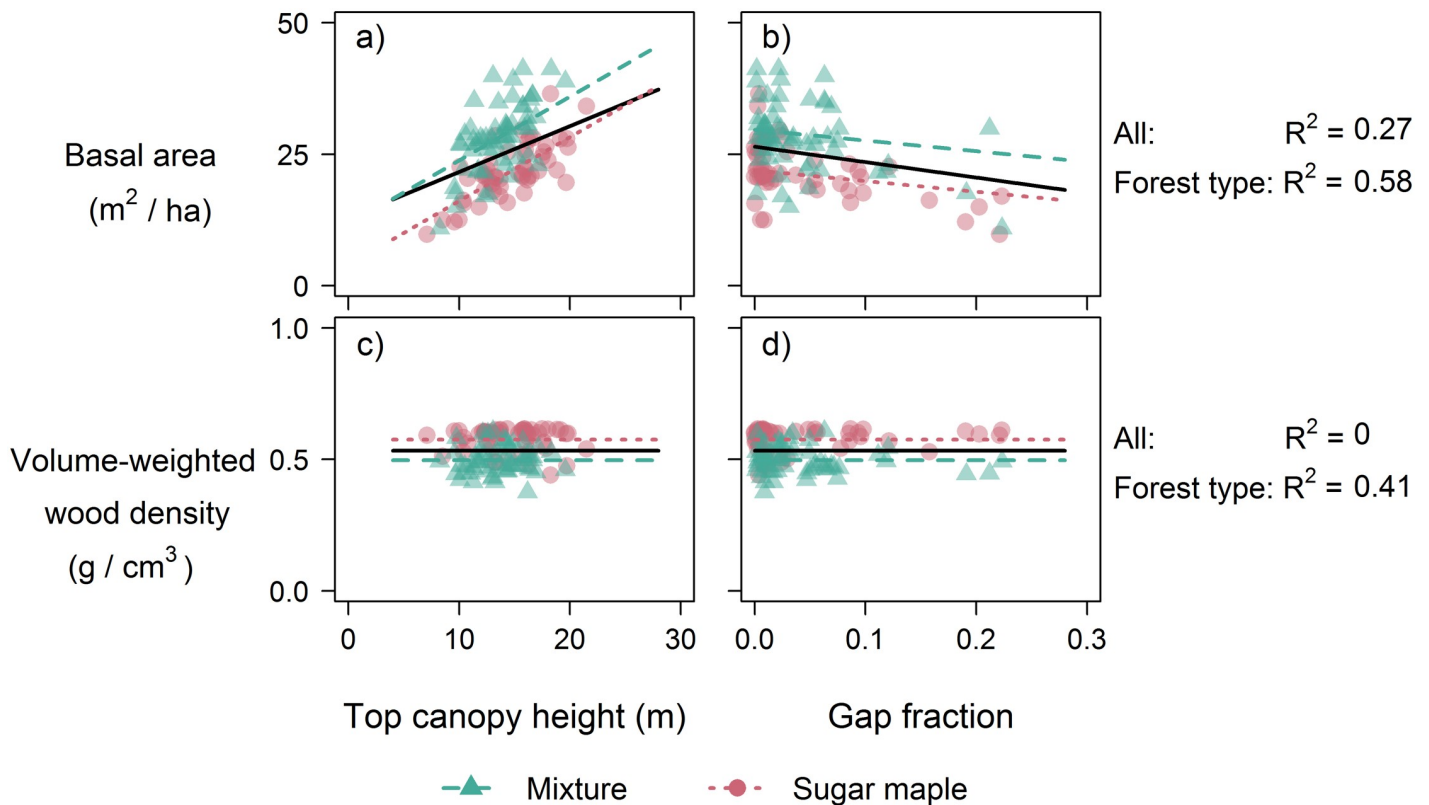 50
25
0
Basal area
(m² / ha)
a)
b)
All: R² = 0.27
Forest type: R² = 0.58
1.0
0.5
0.0
Volume-weighted
wood density
(g / cm³ )
c)
d)
All: R² = 0
Forest type: R² = 0.41
0 10 20 30
0.0 0.1 0.2 0.3
Top canopy height (m)
Gap fraction
Mixture
Sugar maple